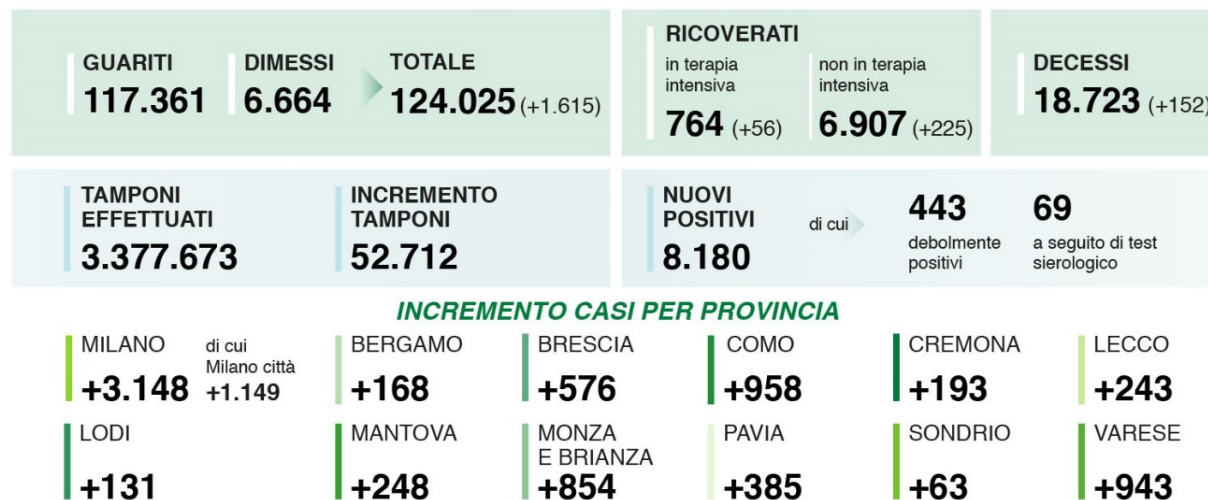 GUARITI
117.361
DIMESSI
6.664
TOTALE
124.025 (+1.615)
RICOVERATI
in terapia
intensiva
764 (+56)
non in terapia
intensiva
6.907 (+225)
DECESSI
18.723 (+152)
TAMPONI
EFFETTUATI
3.377.673
INCREMENTO
TAMPONI
52.712
NUOVI
POSITIVI
8.180
di cui
443
debolmente
positivi
69
a seguito di test
sierologico
INCREMENTO CASI PER PROVINCIA
MILANO
+3.148
di cui
Milano città
+1.149
BERGAMO
+168
BRESCIA
+576
COMO
+958
CREMONA
+193
LECCO
+243
LODI
+131
MANTOVA
+248
MONZA
E BRIANZA
+854
PAVIA
+385
SONDRIO
+63
VARESE
+943